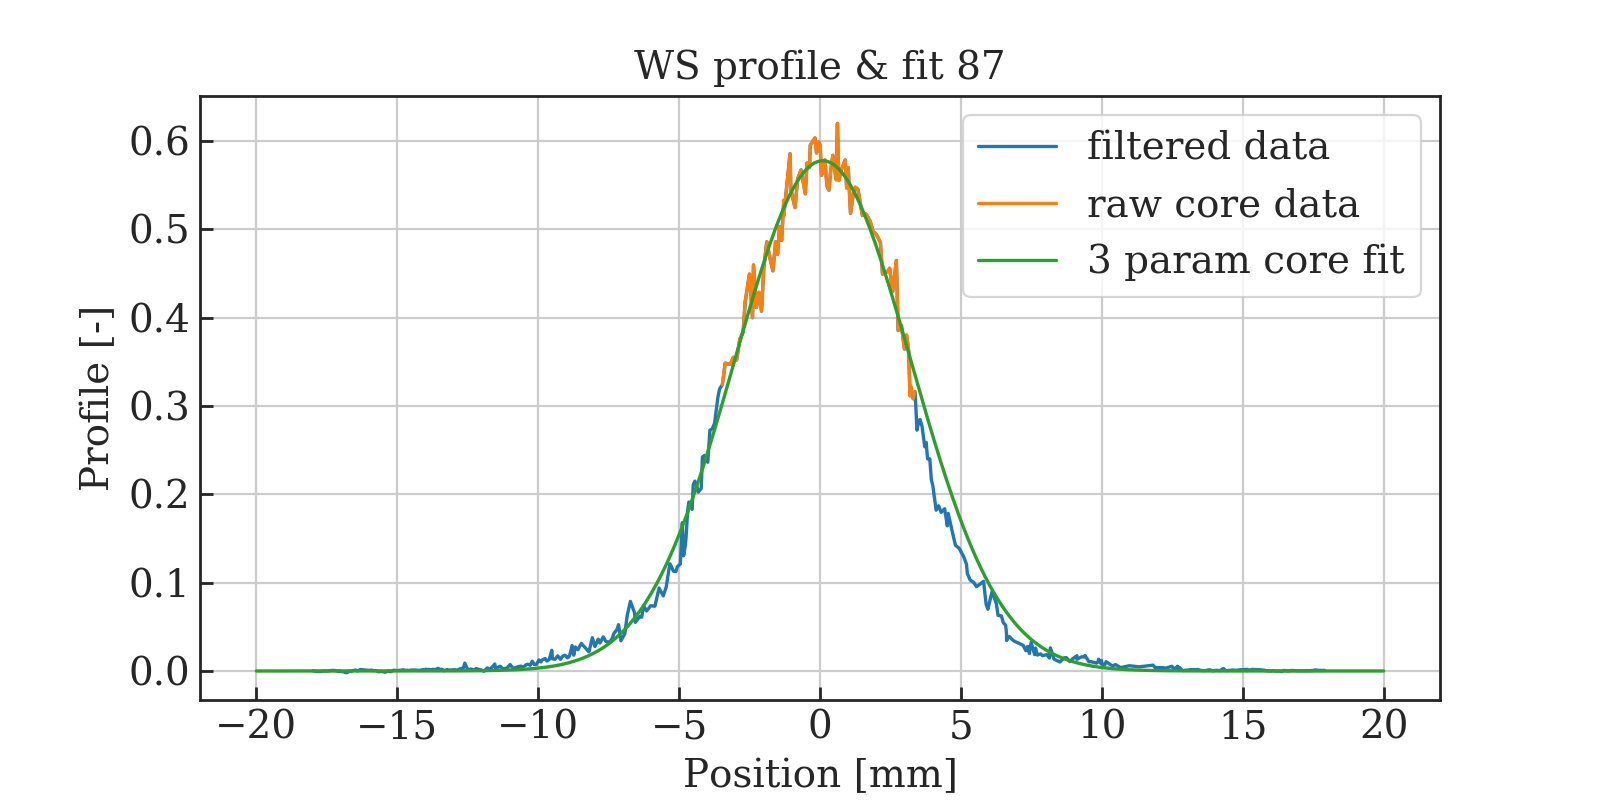 WS profile & fit 87
filtered data
raw core data
3 param core fit
Profile [-]
0.6
0.5
0.4
0.3
0.2
0.1
0.0
−20 −15 −10 −5 0 5 10 15 20
Position [mm]